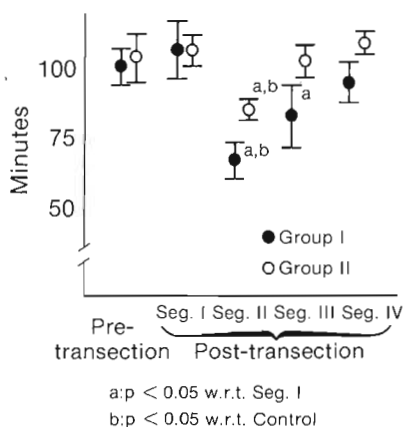 Minutes
100
75
50
a,b
a
a,b
● Group I
○ Group II
Seg. I Seg. II Seg. III Seg. IV
Pre-
transection
Post-transection
a:p < 0.05 w.r.t. Seg. I
b:p < 0.05 w.r.t. Control